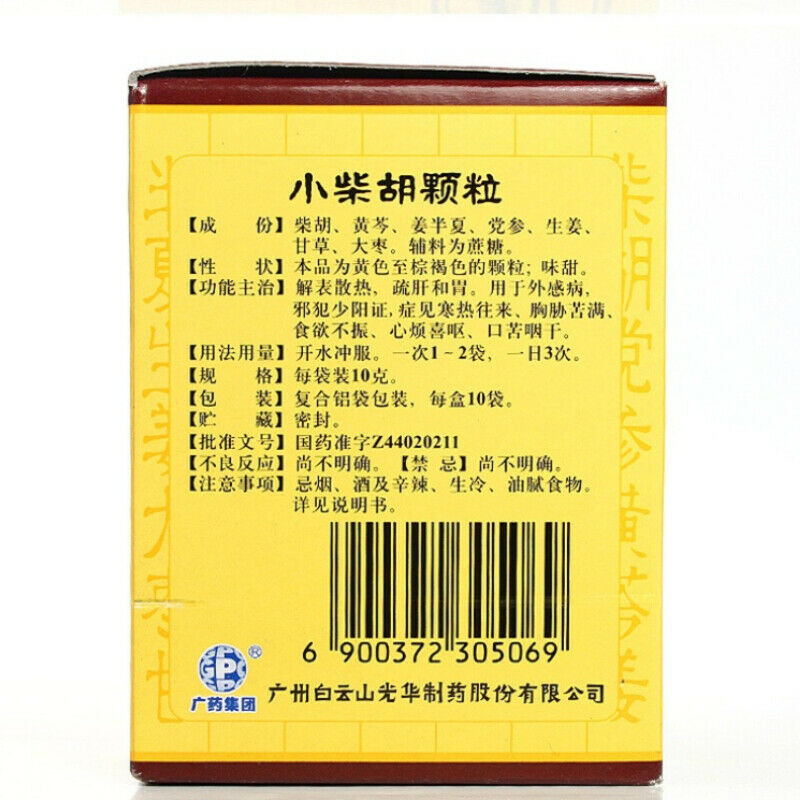 小柴胡颗粒
【成 份】柴胡、黄芩、姜半夏、党参、生姜、
甘草、大枣。辅料为蔗糖。
【性 状】本品为黄色至棕褐色的颗粒；味甜。
【功能主治】解表散热，疏肝和胃。用于外感病，
邪犯少阳证，症见寒热往来、胸胁苦满、
食欲不振、心烦喜呕、口苦咽干。
【用法用量】开水冲服。一次1~2袋，一日3次。
【规 格】每袋装10克。
【包 装】复合铝袋包装，每盒10袋。
【贮 藏】密封。
【批准文号】国药准字Z44020211
【不良反应】尚不明确。【禁 忌】尚不明确。
【注意事项】忌烟、酒及辛辣、生冷、油腻食物。
详见说明书。
6 900372 305069
GPC ®
广药集团
广州白云山光华制药股份有限公司
柴胡党参黄芩姜